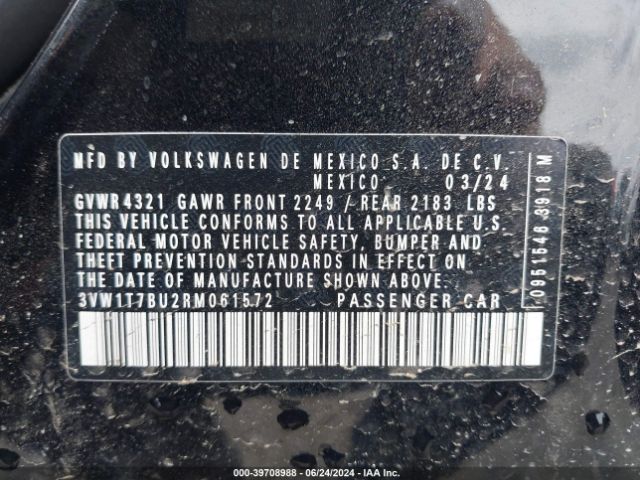 MFD BY VOLKSWAGEN DE MEXICO S.A. DE C.V.
MEXICO 03/24
GVWR 4321 GAWR FRONT 2249 / REAR 2183 LBS
THIS VEHICLE CONFORMS TO ALL APPLICABLE U.S.
FEDERAL MOTOR VEHICLE SAFETY, BUMPER AND
THEFT PREVENTION STANDARDS IN EFFECT ON
THE DATE OF MANUFACTURE SHOWN ABOVE.
3VW1T7BU2RM061572 PASSENGER CAR
0951546 3918 M
000-39708988 - 06/24/2024 - IAA Inc.